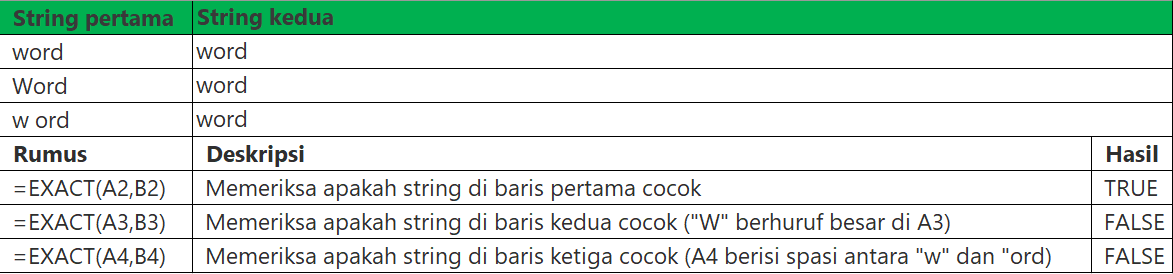 String pertama String kedua
word word
Word word
w ord word
Rumus Deskripsi Hasil
=EXACT(A2,B2) Memeriksa apakah string di baris pertama cocok TRUE
=EXACT(A3,B3) Memeriksa apakah string di baris kedua cocok ("W" berhuruf besar di A3) FALSE
=EXACT(A4,B4) Memeriksa apakah string di baris ketiga cocok (A4 berisi spasi antara "w" dan "ord) FALSE